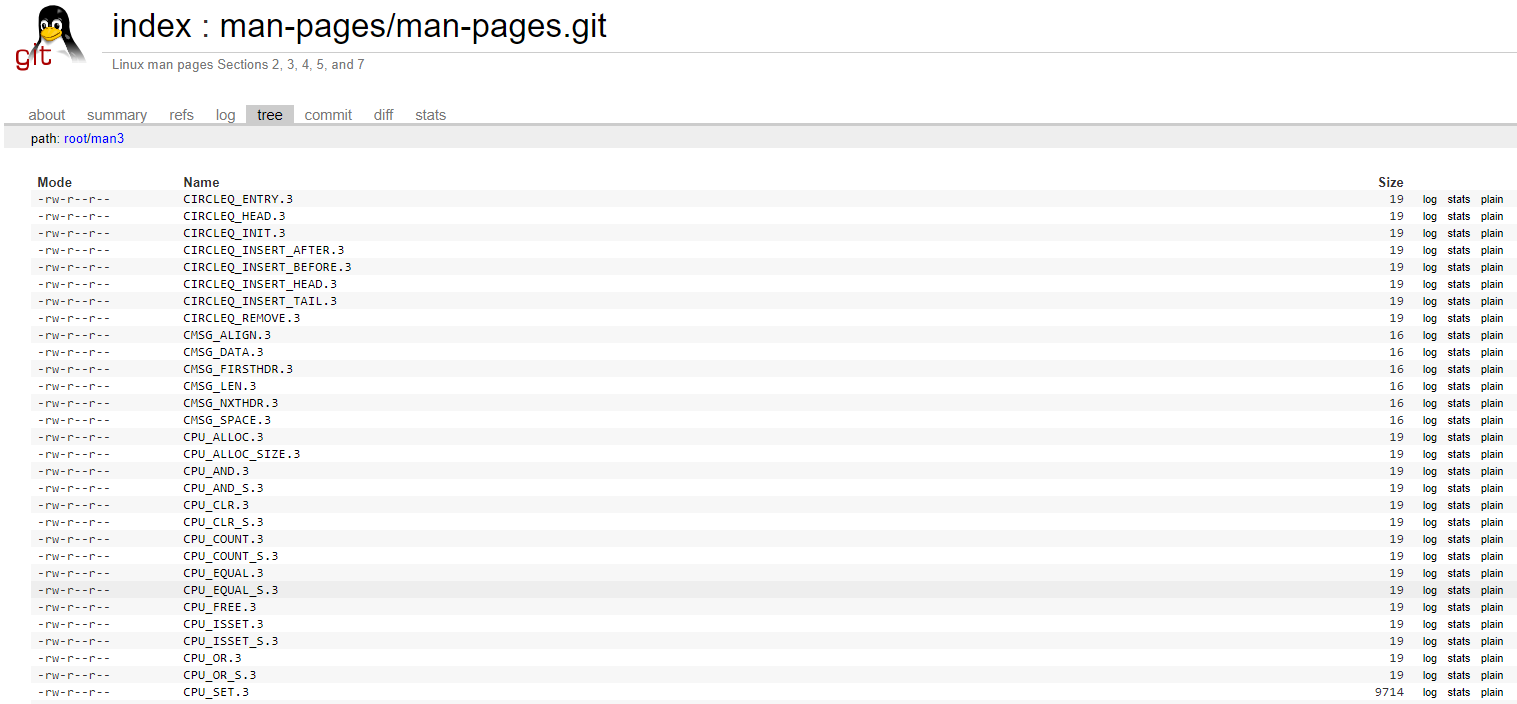 git
index : man-pages/man-pages.git
Linux man pages Sections 2, 3, 4, 5, and 7
about summary refs log tree commit diff stats
path: root/man3
Mode Name Size
-rw-r--r-- CIRCLEQ_ENTRY.3 19 log stats plain
-rw-r--r-- CIRCLEQ_HEAD.3 19 log stats plain
-rw-r--r-- CIRCLEQ_INIT.3 19 log stats plain
-rw-r--r-- CIRCLEQ_INSERT_AFTER.3 19 log stats plain
-rw-r--r-- CIRCLEQ_INSERT_BEFORE.3 19 log stats plain
-rw-r--r-- CIRCLEQ_INSERT_HEAD.3 19 log stats plain
-rw-r--r-- CIRCLEQ_INSERT_TAIL.3 19 log stats plain
-rw-r--r-- CIRCLEQ_REMOVE.3 19 log stats plain
-rw-r--r-- CMSG_ALIGN.3 16 log stats plain
-rw-r--r-- CMSG_DATA.3 16 log stats plain
-rw-r--r-- CMSG_FIRSTHDR.3 16 log stats plain
-rw-r--r-- CMSG_LEN.3 16 log stats plain
-rw-r--r-- CMSG_NXTHDR.3 16 log stats plain
-rw-r--r-- CMSG_SPACE.3 16 log stats plain
-rw-r--r-- CPU_ALLOC.3 19 log stats plain
-rw-r--r-- CPU_ALLOC_SIZE.3 19 log stats plain
-rw-r--r-- CPU_AND.3 19 log stats plain
-rw-r--r-- CPU_AND_S.3 19 log stats plain
-rw-r--r-- CPU_CLR.3 19 log stats plain
-rw-r--r-- CPU_CLR_S.3 19 log stats plain
-rw-r--r-- CPU_COUNT.3 19 log stats plain
-rw-r--r-- CPU_COUNT_S.3 19 log stats plain
-rw-r--r-- CPU_EQUAL.3 19 log stats plain
-rw-r--r-- CPU_EQUAL_S.3 19 log stats plain
-rw-r--r-- CPU_FREE.3 19 log stats plain
-rw-r--r-- CPU_ISSET.3 19 log stats plain
-rw-r--r-- CPU_ISSET_S.3 19 log stats plain
-rw-r--r-- CPU_OR.3 19 log stats plain
-rw-r--r-- CPU_OR_S.3 19 log stats plain
-rw-r--r-- CPU_SET.3 9714 log stats plain